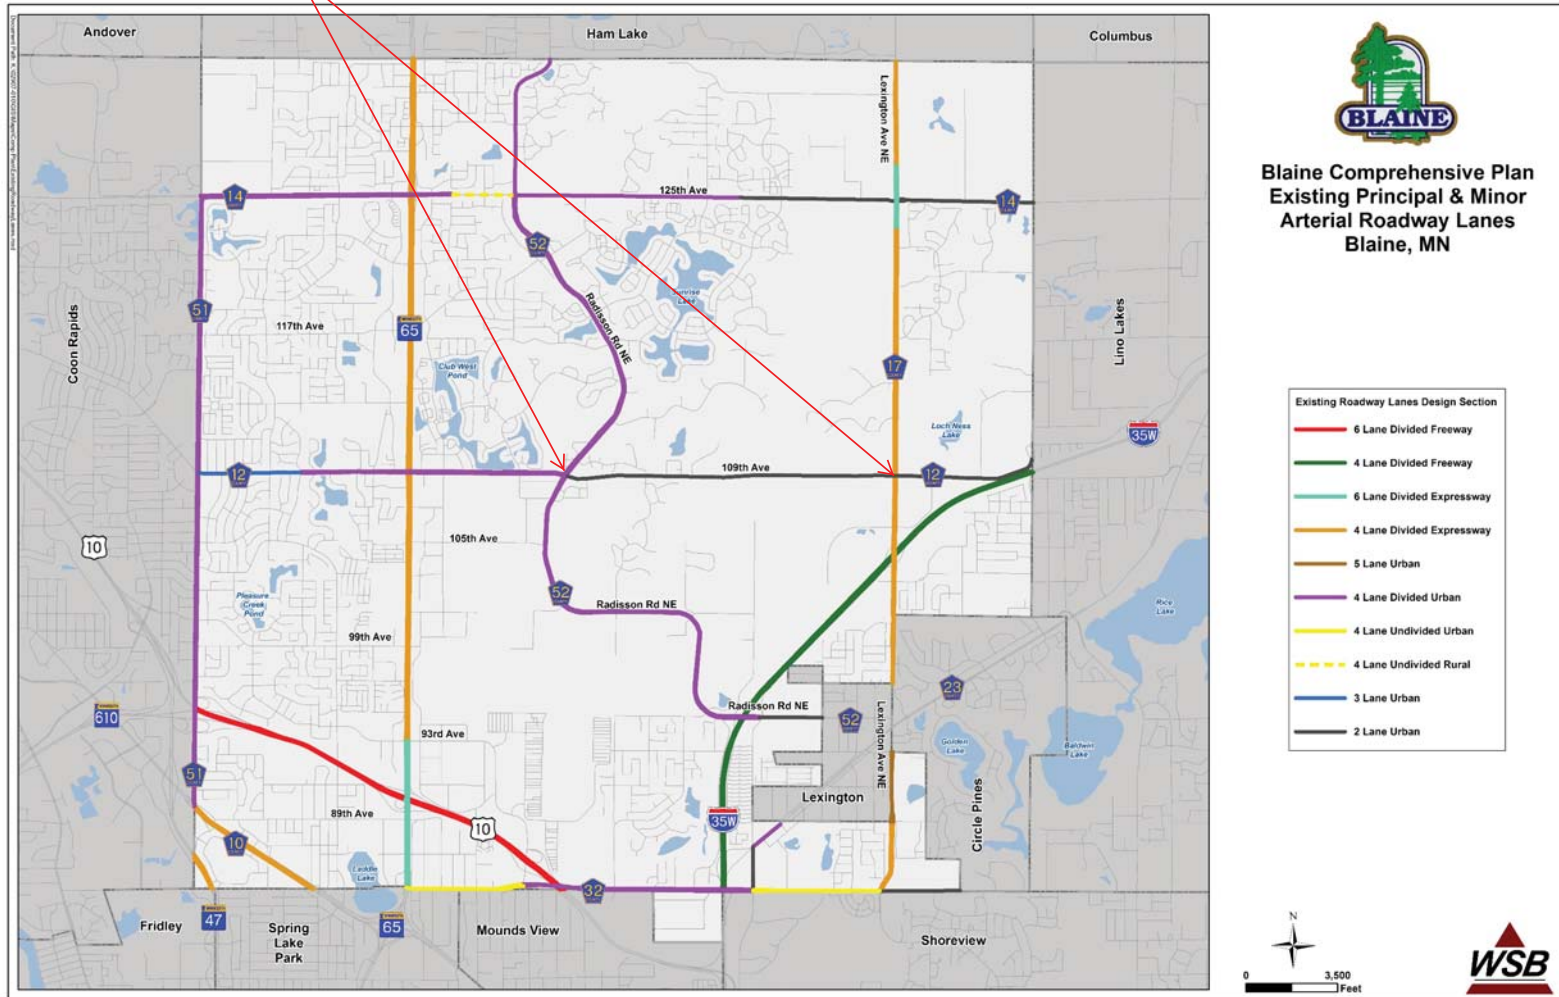 Andover
Ham Lake
Columbus
Lexington Ave NE
14
125th Ave
14
52
51
Sunrise
Lake
Radisson Rd NE
117th Ave
65
Coon Rapids
Lino Lakes
17
Club West
Pond
Loch Ness
Lake
35W
12
109th Ave
12
10
105th Ave
52
Pleasure
Creek
Pond
Radisson Rd NE
Rice
Lake
99th Ave
23
610
93rd Ave
Radisson Rd NE
52
Lexington Ave NE
Golden
Lake
Baldwin
Lake
51
Lexington
Circle Pines
89th Ave
10
35W
10
Laddie
Lake
32
47
65
Fridley
Spring
Lake
Park
Mounds View
Shoreview
BLAINE
Blaine Comprehensive Plan
Existing Principal & Minor
Arterial Roadway Lanes
Blaine, MN
Existing Roadway Lanes Design Section
6 Lane Divided Freeway
4 Lane Divided Freeway
6 Lane Divided Expressway
4 Lane Divided Expressway
5 Lane Urban
4 Lane Divided Urban
4 Lane Undivided Urban
4 Lane Undivided Rural
3 Lane Urban
2 Lane Urban
N
0 3,500
Feet
WSB